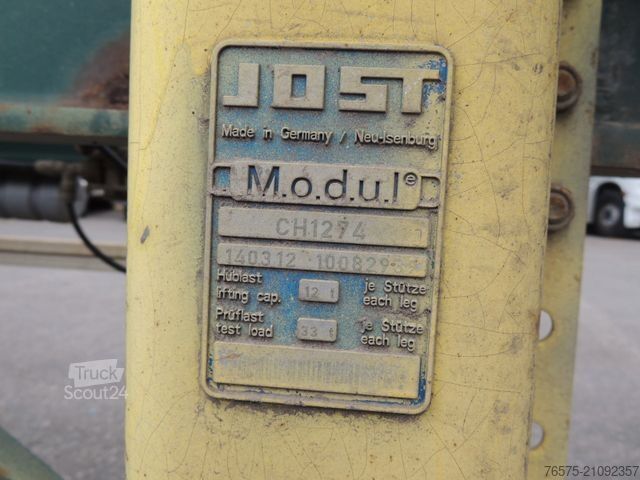 JOST
Made in Germany / Neu-Isenburg
M.o.d.u.l e
CH1274
140312 100829
Hublast 12 t je Stütze
lifting cap. each leg
Prüflast 33 t je Stütze
test load each leg
Truck
Scout24
76575-21092357